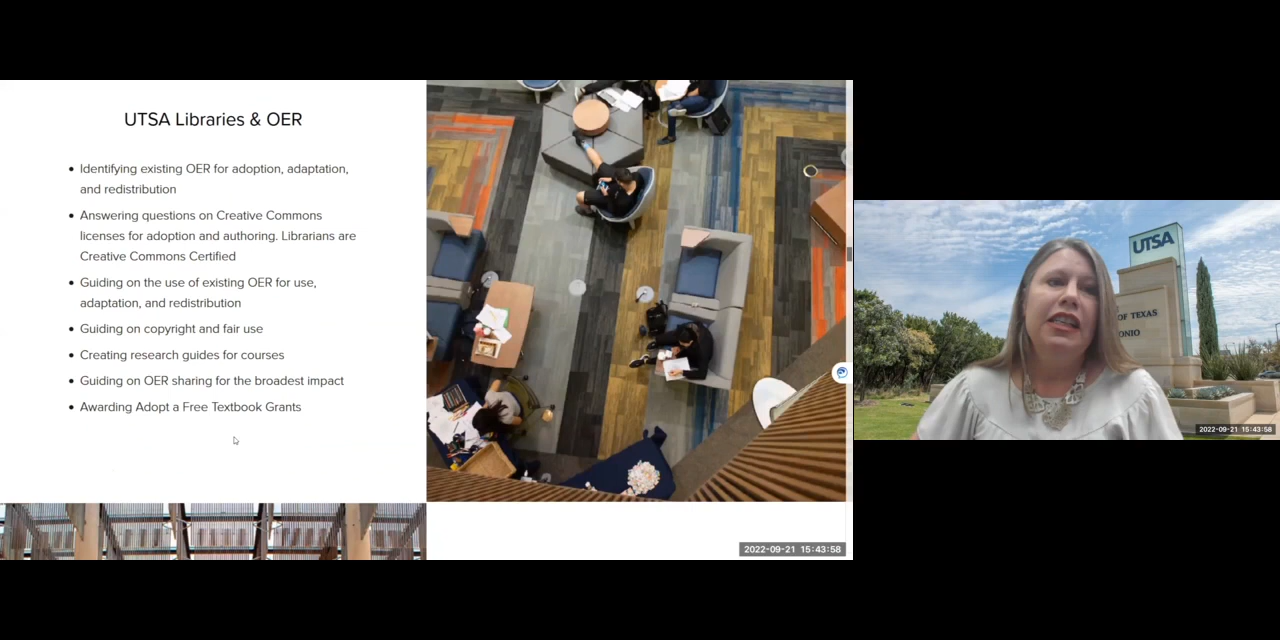 UTSA Libraries & OER
Identifying existing OER for adoption, adaptation,
and redistribution
Answering questions on Creative Commons
licenses for adoption and authoring. Librarians are
Creative Commons Certified
Guiding on the use of existing OER for use,
adaptation, and redistribution
Guiding on copyright and fair use
Creating research guides for courses
Guiding on OER sharing for the broadest impact
Awarding Adopt a Free Textbook Grants
2022-09-21 15:43:58
UTSA
OF TEXAS
ONIO
2022-09-21 15:43:58